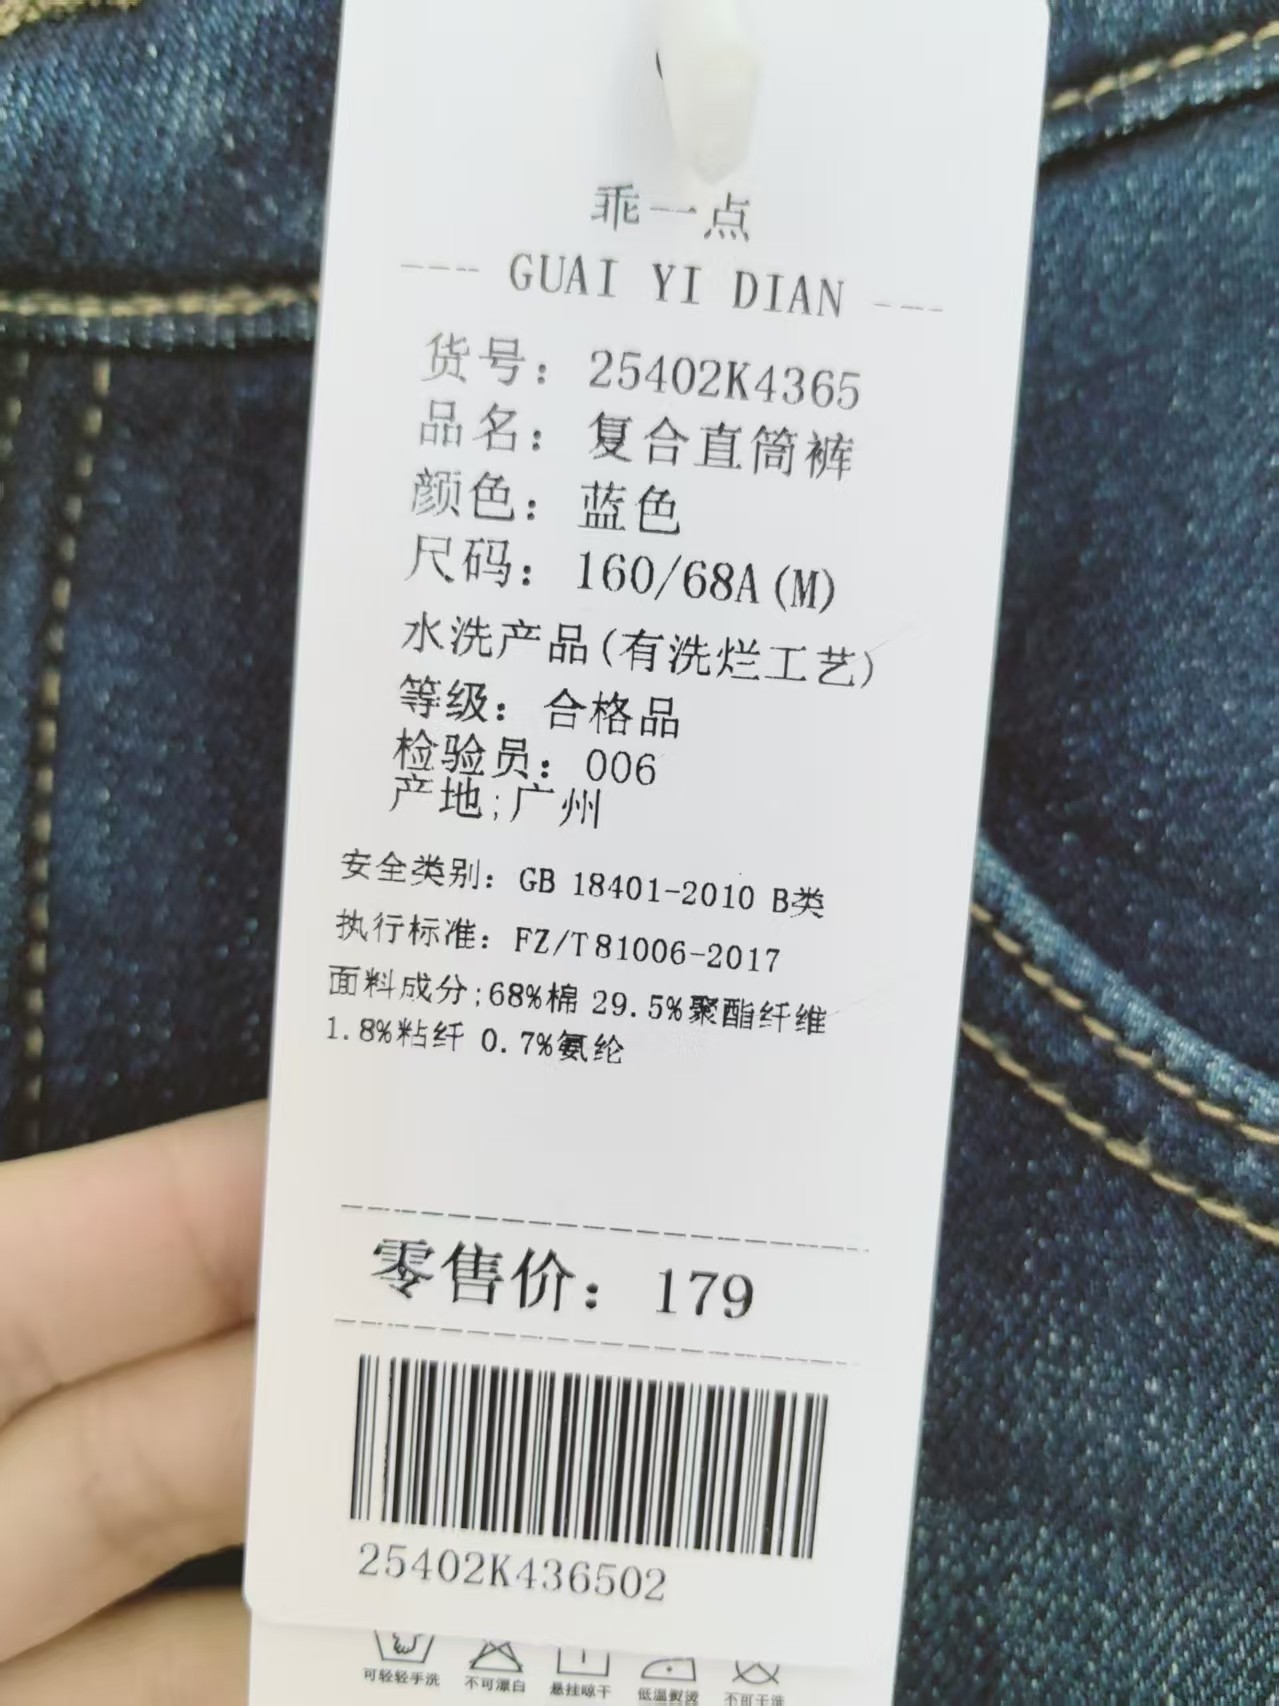 乖一点
GUAI YI DIAN
货号：25402K4365
品名：复合直筒裤
颜色：蓝色
尺码：160/68A(M)
水洗产品(有洗烂工艺)
等级：合格品
检验员：006
产地;广州
安全类别：GB 18401-2010 B类
执行标准：FZ/T81006-2017
面料成分;68%棉 29.5%聚酯纤维
1.8%粘纤 0.7%氨纶
零售价：179
25402K436502
可轻轻手洗 不可漂白 悬挂晾干 低温熨烫 不可干洗